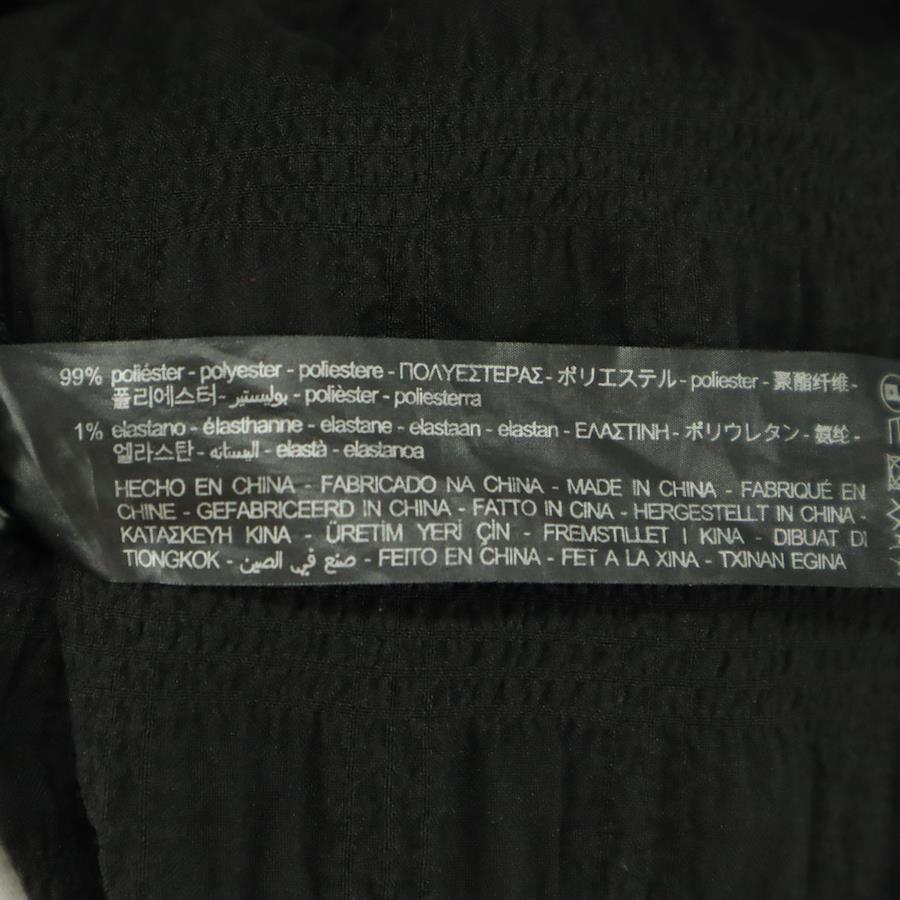 99% poliéster - polyester - poliestere - ΠΟΛΥΕΣΤΕΡΑΣ - ポリエステル - poliester - 聚酯纤维 -
폴리에스터 - بوليستير - polièster - poliesterra
1% elastano - élasthanne - elastane - elastaan - elastan - ΕΛΑΣΤΙΝΗ - ポリウレタン - 氨纶 -
엘라스탄 - اليستانه - elastà - elastanoa
HECHO EN CHINA - FABRICADO NA CHINA - MADE IN CHINA - FABRIQUÉ EN
CHINE - GEFABRICEERD IN CHINA - FATTO IN CINA - HERGESTELLT IN CHINA -
ΚΑΤΑΣΚΕΥΗ ΚΙΝΑ - ÜRETİM YERİ ÇİN - FREMSTILLET I KINA - DIBUAT DI
TIONGKOK - صنع في الصين - FEITO EN CHINA - FET A LA XINA - TXINAN EGINA